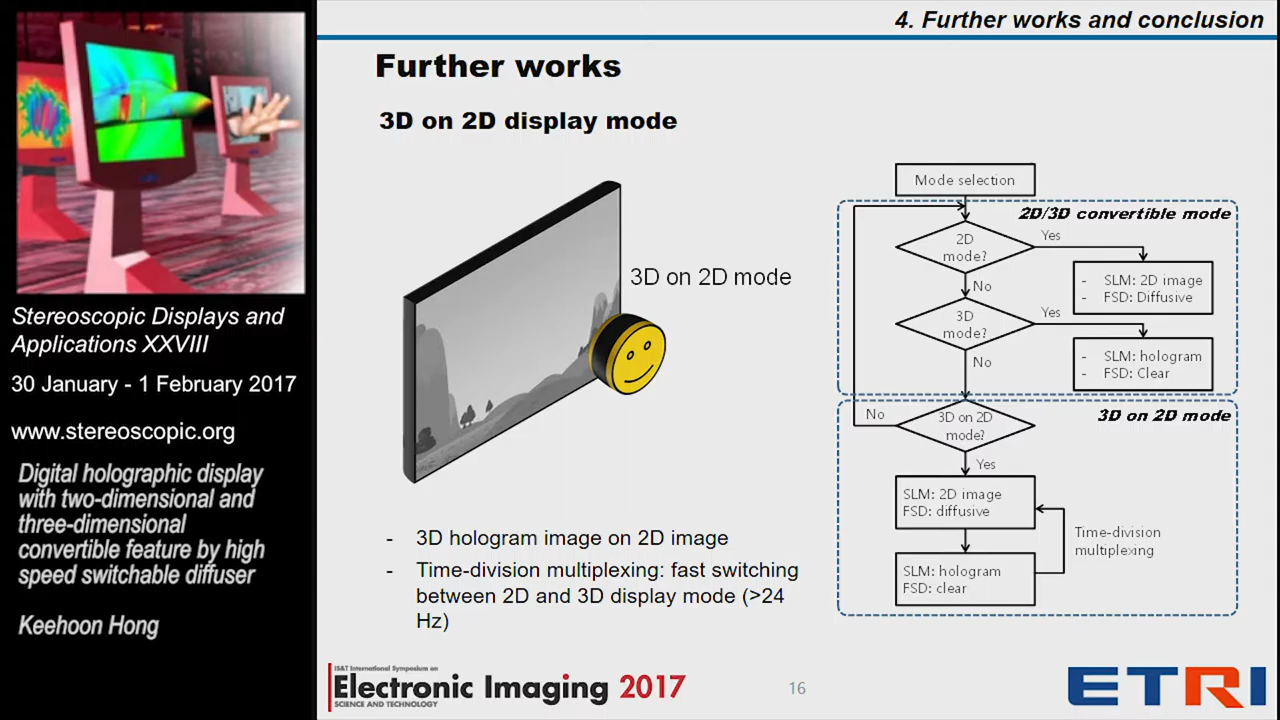 4. Further works and conclusion
Further works
3D on 2D display mode
3D on 2D mode
- 3D hologram image on 2D image
- Time-division multiplexing: fast switching
between 2D and 3D display mode (>24
Hz)
Mode selection
2D/3D convertible mode
2D
mode?
Yes
- SLM: 2D image
- FSD: Diffusive
No
3D
mode?
Yes
- SLM: hologram
- FSD: Clear
No
3D on 2D mode
3D on 2D
mode?
No
Yes
SLM: 2D image
FSD: diffusive
Time-division
multiplexing
SLM: hologram
FSD: clear
Stereoscopic Displays and
Applications XXVIII
30 January - 1 February 2017
www.stereoscopic.org
Digital holographic display
with two-dimensional and
three-dimensional
convertible feature by high
speed switchable diffuser
Keehoon Hong
IS&T International Symposium on
Electronic Imaging 2017
SCIENCE AND TECHNOLOGY
16
ETRI